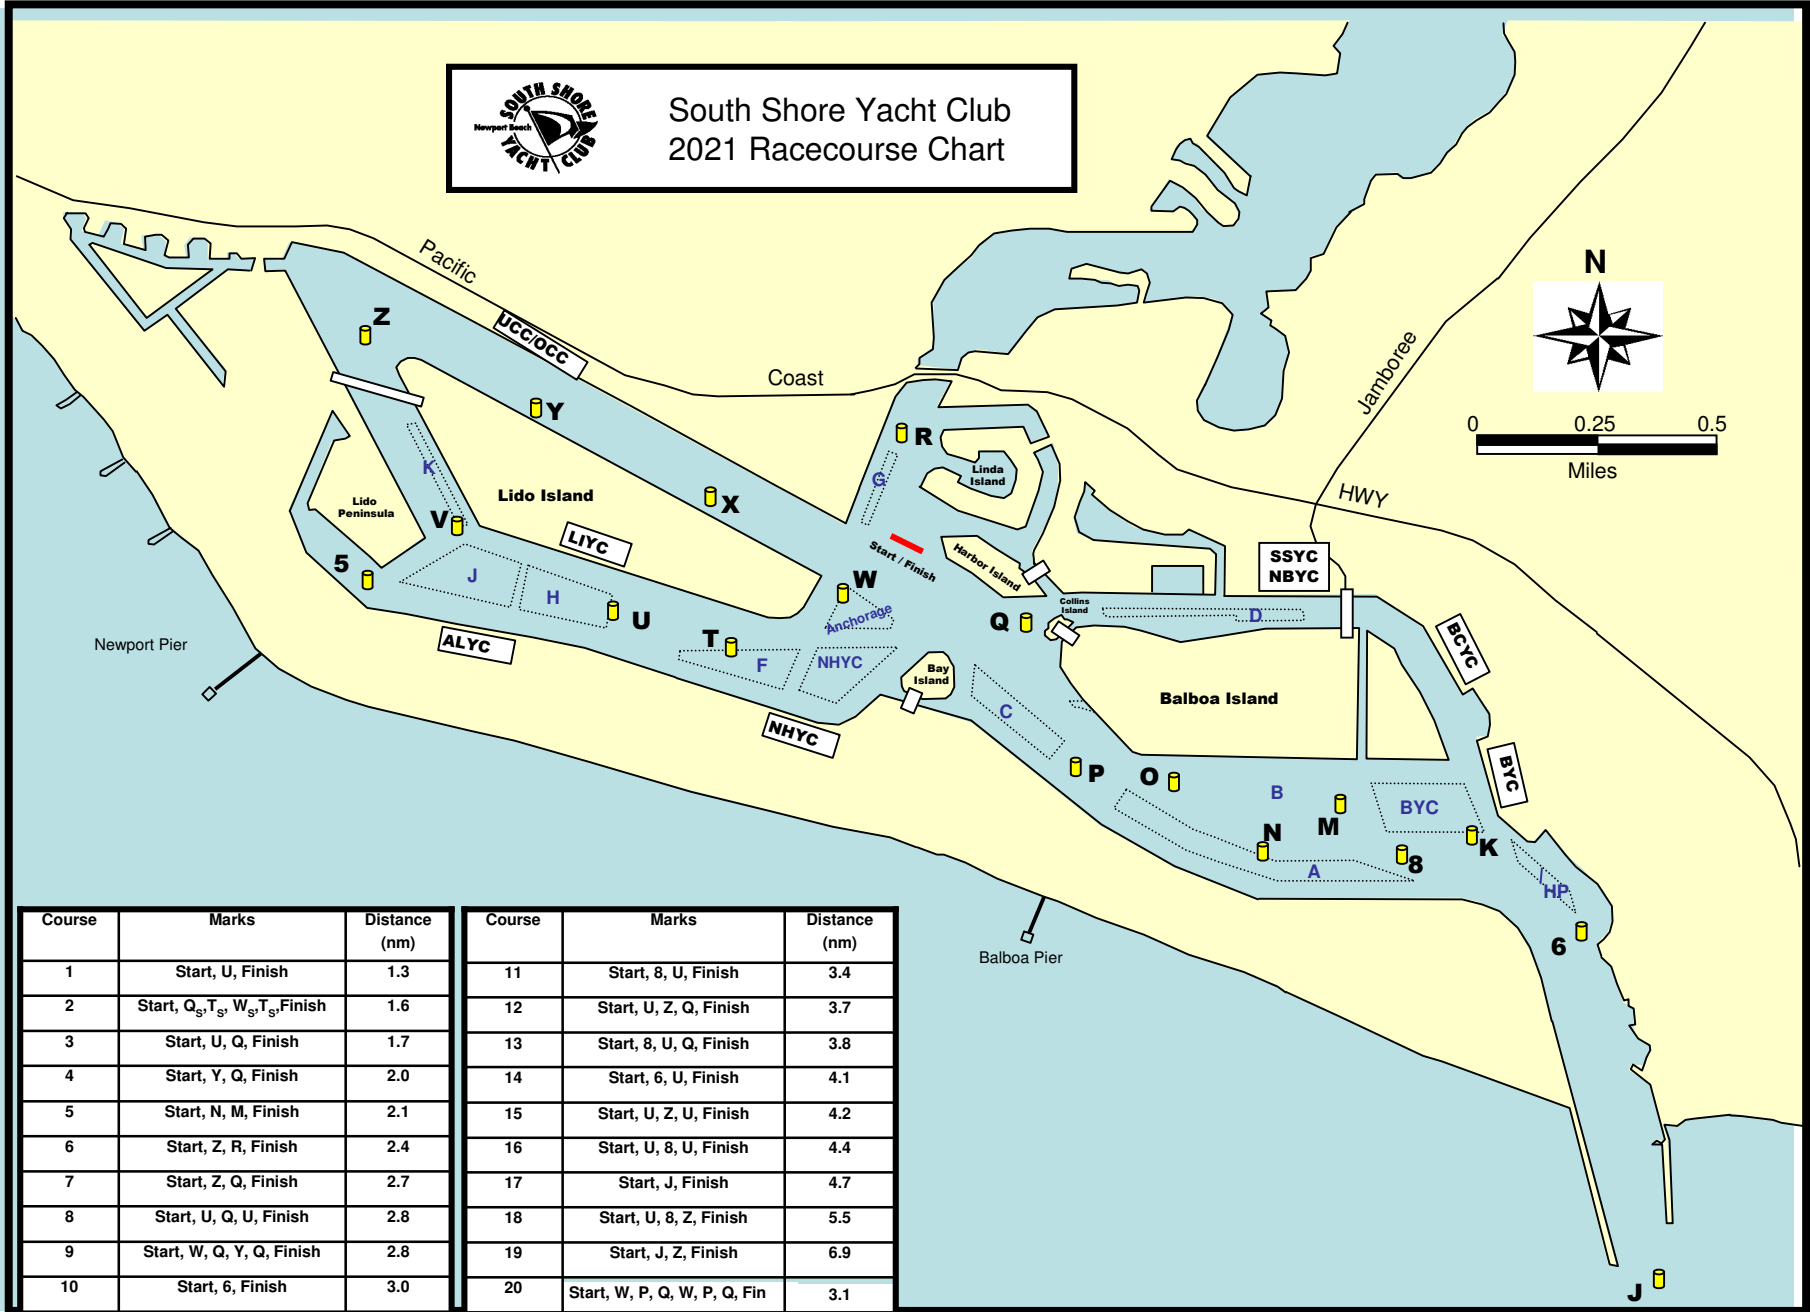 SOUTH SHORE
Newport Beach
YACHT CLUB
South Shore Yacht Club
2021 Racecourse Chart
N
Pacific
Coast
HWY
Jamboree
0 0.25 0.5
Miles
Z
UCC/OCC
Y
R
X
G
Linda
Island
K
Lido Island
Lido
Peninsula
V
LIYC
Start / Finish
Harbor Island
SSYC
NBYC
5
J
H
W
Anchorage
Collins
Island
D
U
Q
T
ALYC
F
NHYC
Bay
Island
BCYC
Newport Pier
Balboa Island
C
NHYC
P
O
B
BYC
BYC
M
N
K
8
A
HP
6
Balboa Pier
J
Course Marks Distance
(nm)
1 Start, U, Finish 1.3
2 Start, QS,TS, WS,TS,Finish 1.6
3 Start, U, Q, Finish 1.7
4 Start, Y, Q, Finish 2.0
5 Start, N, M, Finish 2.1
6 Start, Z, R, Finish 2.4
7 Start, Z, Q, Finish 2.7
8 Start, U, Q, U, Finish 2.8
9 Start, W, Q, Y, Q, Finish 2.8
10 Start, 6, Finish 3.0
Course Marks Distance
(nm)
11 Start, 8, U, Finish 3.4
12 Start, U, Z, Q, Finish 3.7
13 Start, 8, U, Q, Finish 3.8
14 Start, 6, U, Finish 4.1
15 Start, U, Z, U, Finish 4.2
16 Start, U, 8, U, Finish 4.4
17 Start, J, Finish 4.7
18 Start, U, 8, Z, Finish 5.5
19 Start, J, Z, Finish 6.9
20 Start, W, P, Q, W, P, Q, Fin 3.1